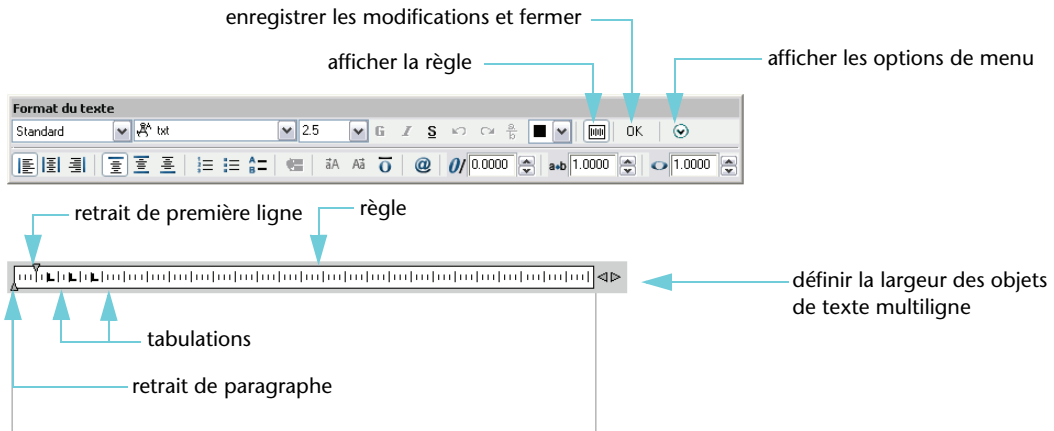 enregistrer les modifications et fermer
afficher la règle
afficher les options de menu
Format du texte
Standard txt 2.5 G I S a/b OK
1.0000 1.0000 0.0000
retrait de première ligne
règle
définir la largeur des objets
de texte multiligne
tabulations
retrait de paragraphe